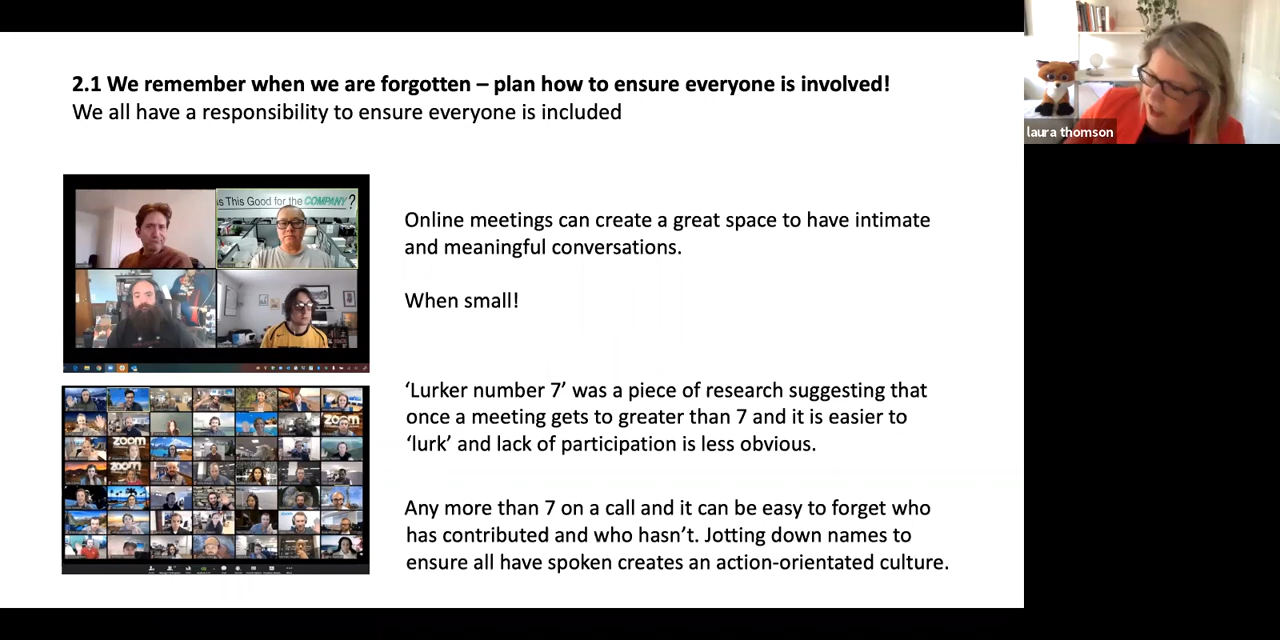 2.1 We remember when we are forgotten – plan how to ensure everyone is involved!
We all have a responsibility to ensure everyone is included
s This Good for the COMPANY?
Online meetings can create a great space to have intimate
and meaningful conversations.
When small!
zoom
zoom
zoom
‘Lurker number 7’ was a piece of research suggesting that
once a meeting gets to greater than 7 and it is easier to
‘lurk’ and lack of participation is less obvious.
Any more than 7 on a call and it can be easy to forget who
has contributed and who hasn’t. Jotting down names to
ensure all have spoken creates an action-orientated culture.
laura thomson